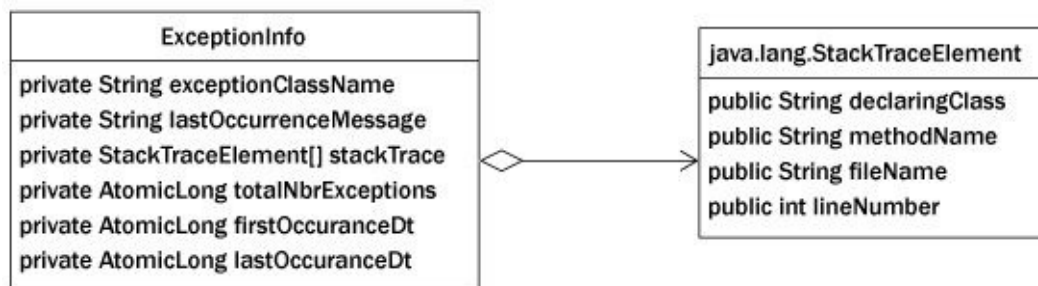 ExceptionInfo
private String exceptionClassName
private String lastOccurrenceMessage
private StackTraceElement[] stackTrace
private AtomicLong totalNbrExceptions
private AtomicLong firstOccuranceDt
private AtomicLong lastOccuranceDt
java.lang.StackTraceElement
public String declaringClass
public String methodName
public String fileName
public int lineNumber